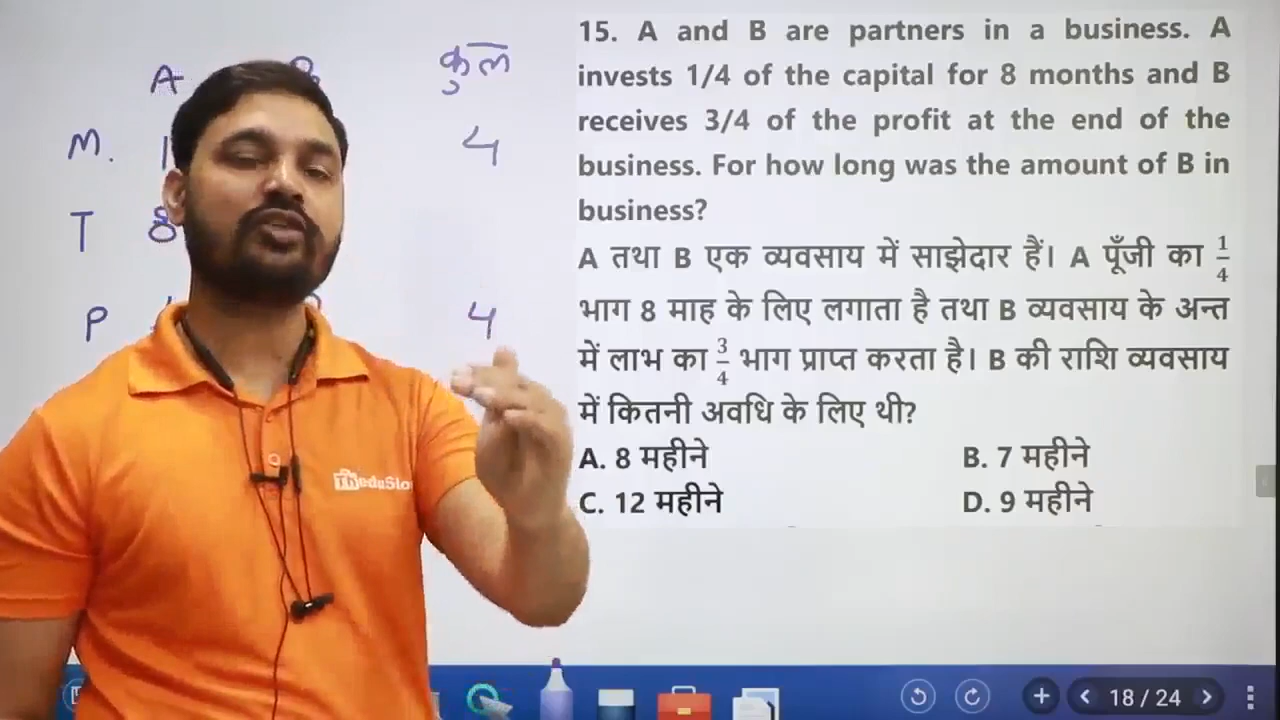 A कुल
M. 1 4
T 8
P 4
15. A and B are partners in a business. A
invests 1/4 of the capital for 8 months and B
receives 3/4 of the profit at the end of the
business. For how long was the amount of B in
business?
A तथा B एक व्यवसाय में साझेदार हैं। A पूँजी का 1/4
भाग 8 माह के लिए लगाता है तथा B व्यवसाय के अन्त
में लाभ का 3/4 भाग प्राप्त करता है। B की राशि व्यवसाय
में कितनी अवधि के लिए थी?
A. 8 महीने B. 7 महीने
C. 12 महीने D. 9 महीने
18 / 24